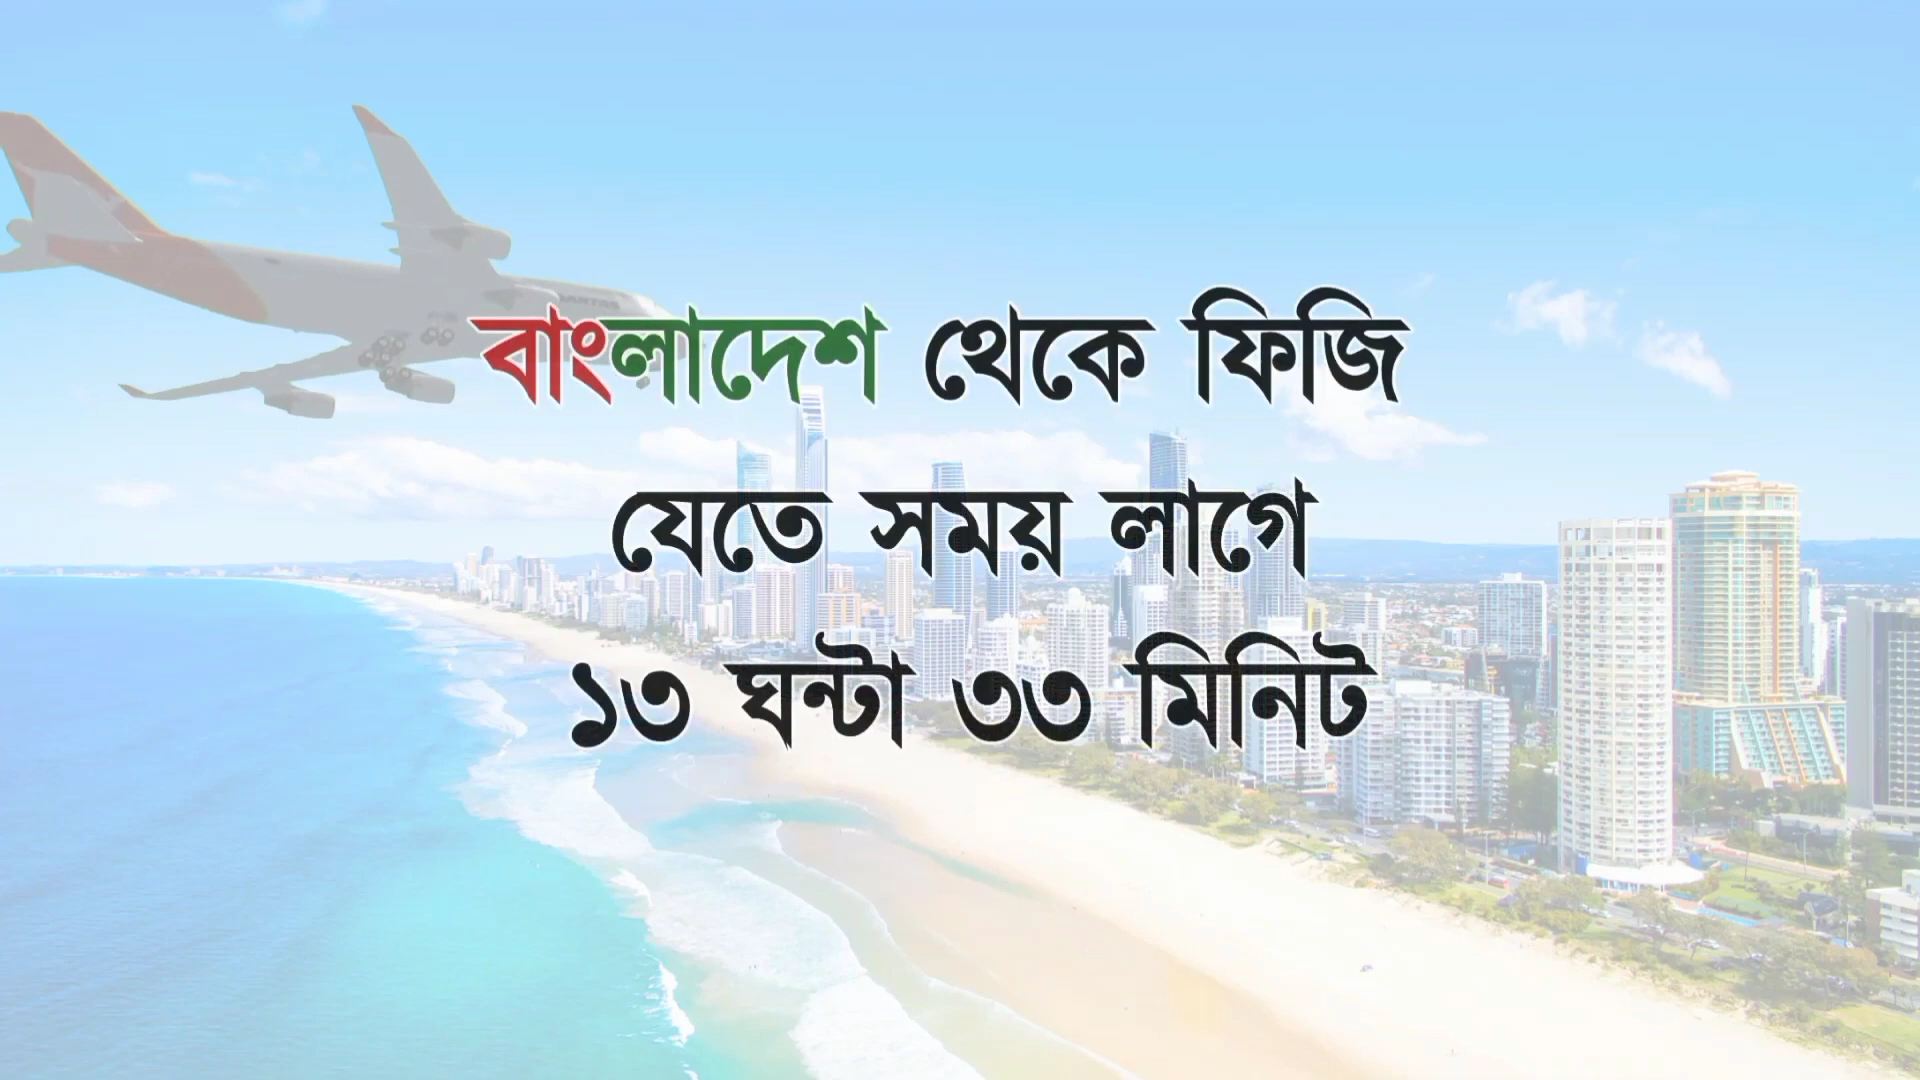 বাংলাদেশ থেকে ফিজি
যেতে সময় লাগে
১৩ ঘন্টা ৩৩ মিনিট